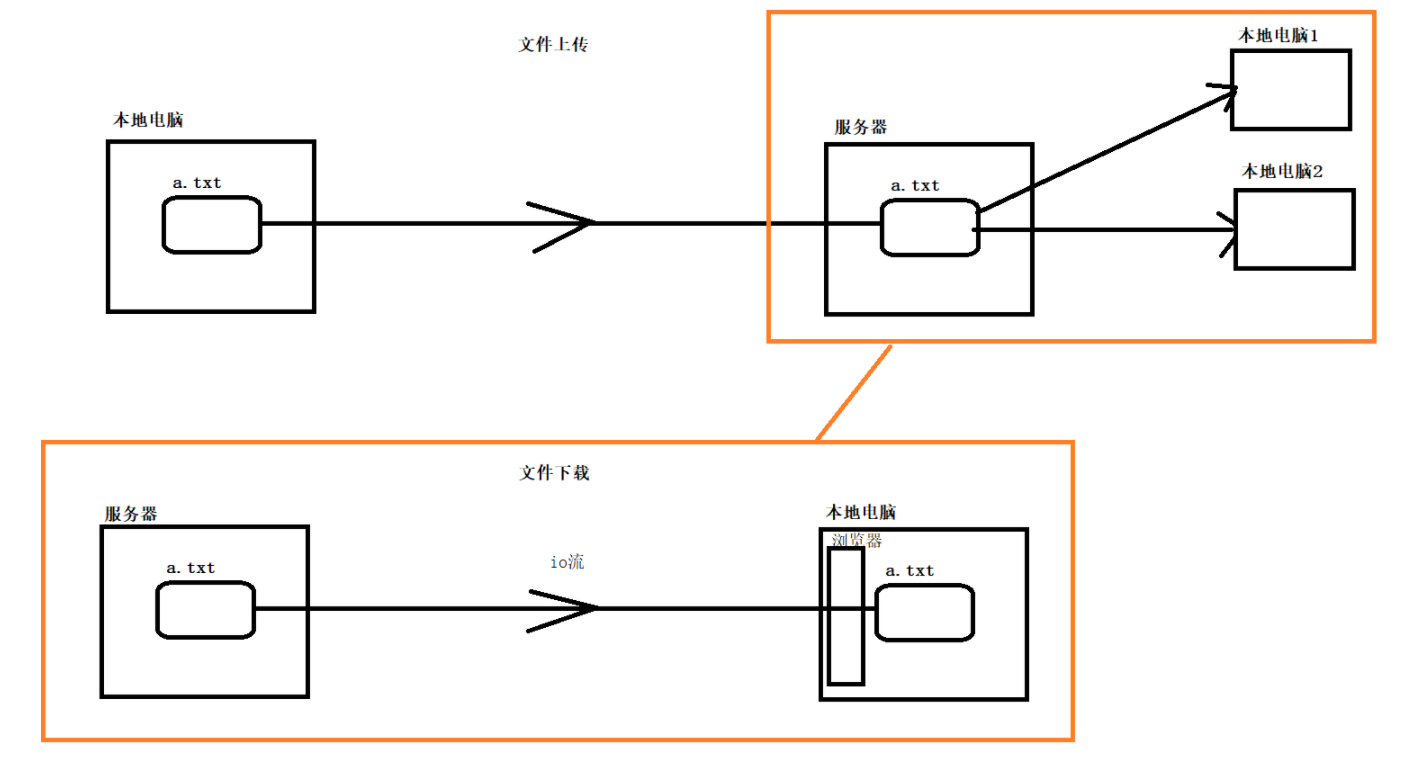 文件上传
本地电脑
a.txt
服务器
a.txt
本地电脑1
本地电脑2
文件下载
服务器
a.txt
io流
本地电脑
浏览器
a.txt